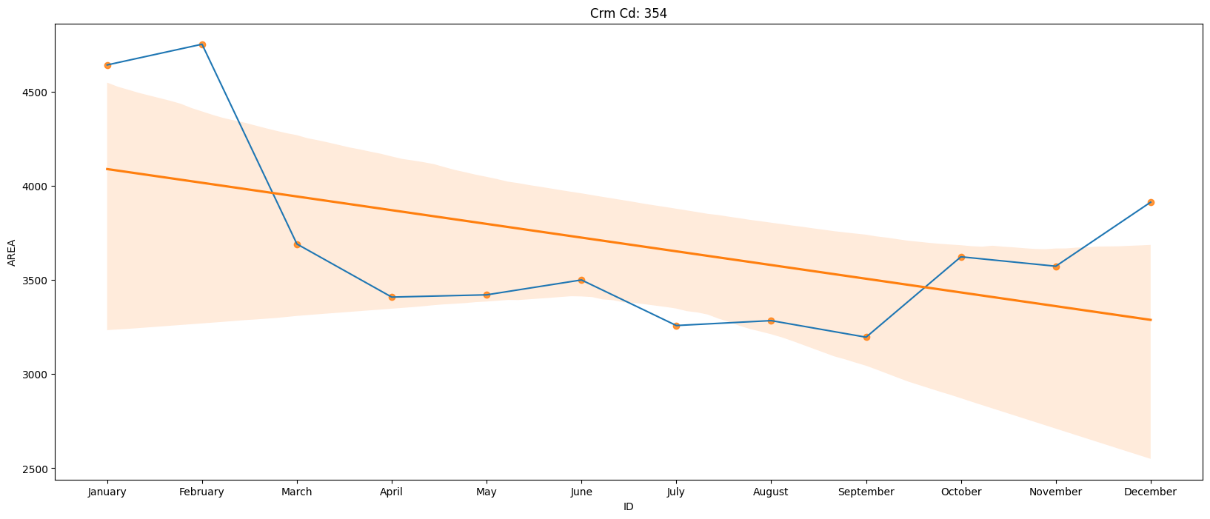 Crm Cd: 354
AREA
4500
4000
3500
3000
2500
January February March April May June July August September October November December
ID